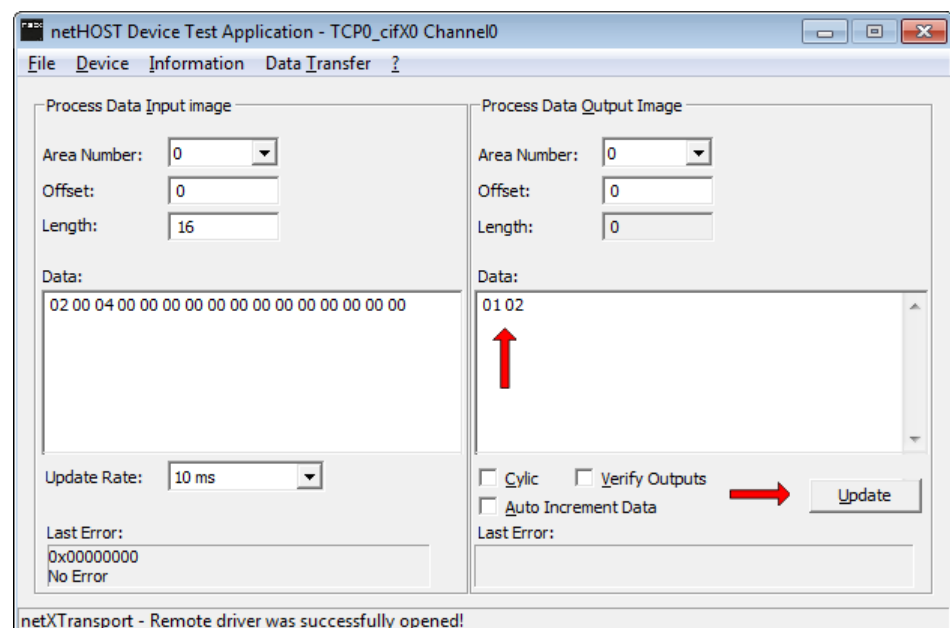 netHOST Device Test Application - TCP0_cifX0 Channel0
File Device Information Data Transfer ?
Process Data Input image
Area Number: 0
Offset: 0
Length: 16
Data:
02 00 04 00 00 00 00 00 00 00 00 00 00 00 00 00
Update Rate: 10 ms
Last Error:
0x00000000
No Error
Process Data Output Image
Area Number: 0
Offset: 0
Length: 0
Data:
01 02
Cylic Verify Outputs
Auto Increment Data
Update
Last Error:
netXTransport - Remote driver was successfully opened!